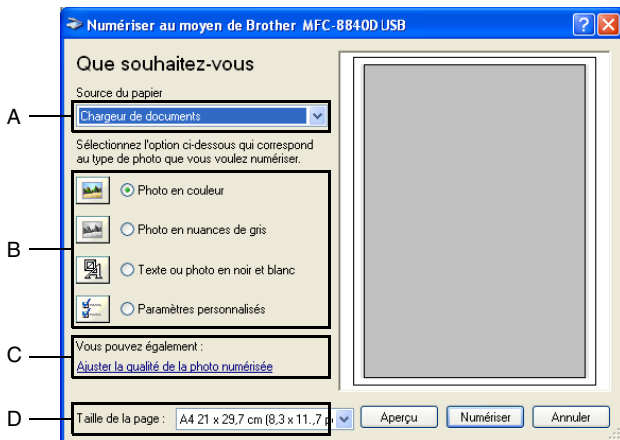 Numériser au moyen de Brother MFC-8840D USB
Que souhaitez-vous
Source du papier
A
Chargeur de documents
Sélectionnez l'option ci-dessous qui correspond
au type de photo que vous voulez numériser.
Photo en couleur
Photo en nuances de gris
B
Texte ou photo en noir et blanc
Paramètres personnalisés
Vous pouvez également :
C
Ajuster la qualité de la photo numérisée
D
Taille de la page : A4 21 x 29,7 cm (8,3 x 11.,7 p
Aperçu Numériser Annuler